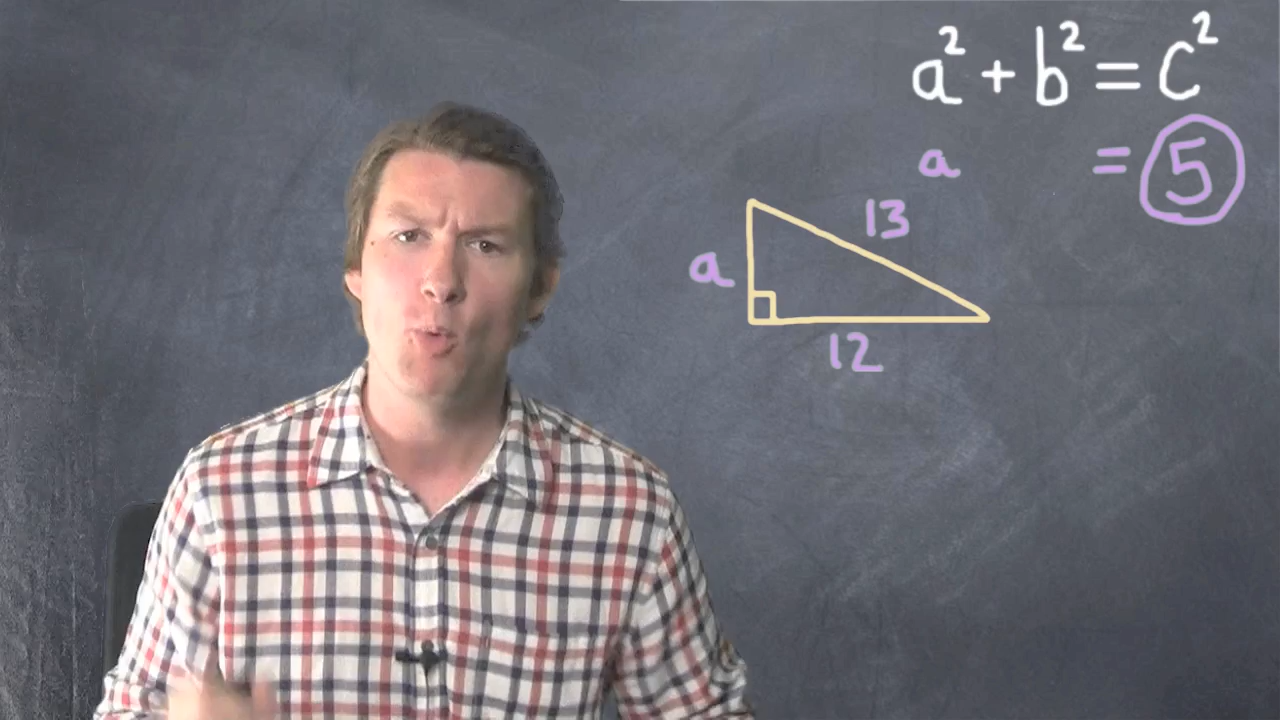 a² + b² = c²
a = 5
13
a
12